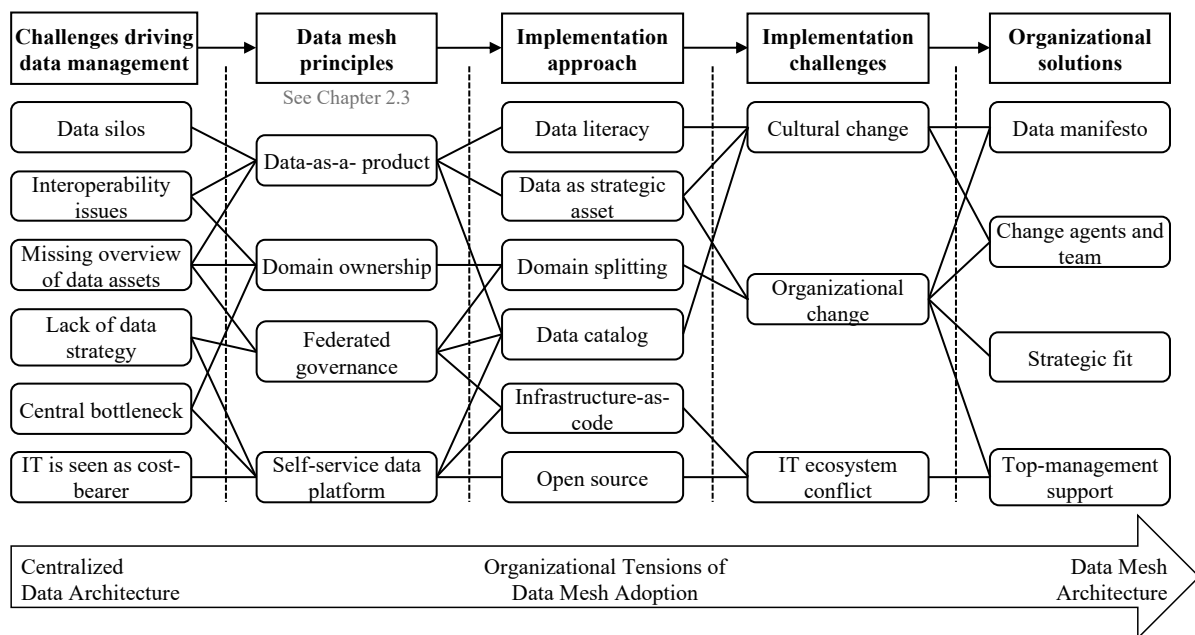 Challenges driving
data management
Data mesh
principles
Implementation
approach
Implementation
challenges
Organizational
solutions
See Chapter 2.3
Data silos
Interoperability
issues
Missing overview
of data assets
Lack of data
strategy
Central bottleneck
IT is seen as cost-
bearer
Data-as-a- product
Domain ownership
Federated
governance
Self-service data
platform
Data literacy
Data as strategic
asset
Domain splitting
Data catalog
Infrastructure-as-
code
Open source
Cultural change
Organizational
change
IT ecosystem
conflict
Data manifesto
Change agents and
team
Strategic fit
Top-management
support
Centralized
Data Architecture
Organizational Tensions of
Data Mesh Adoption
Data Mesh
Architecture